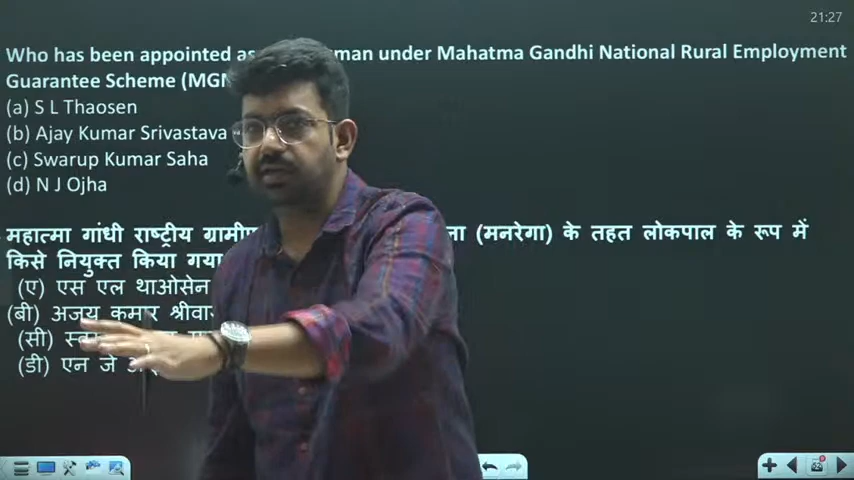 21:27
Who has been appointed as man under Mahatma Gandhi National Rural Employment
Guarantee Scheme (MGN
(a) S L Thaosen
(b) Ajay Kumar Srivastava
(c) Swarup Kumar Saha
(d) N J Ojha
महात्मा गांधी राष्ट्रीय (मनरेगा) के तहत लोकपाल के रूप में
किसे नियुक्त किया
(ए) एस एल थाओसेन
(बी) अजय कुमार
(सी)
(डी) एन जे